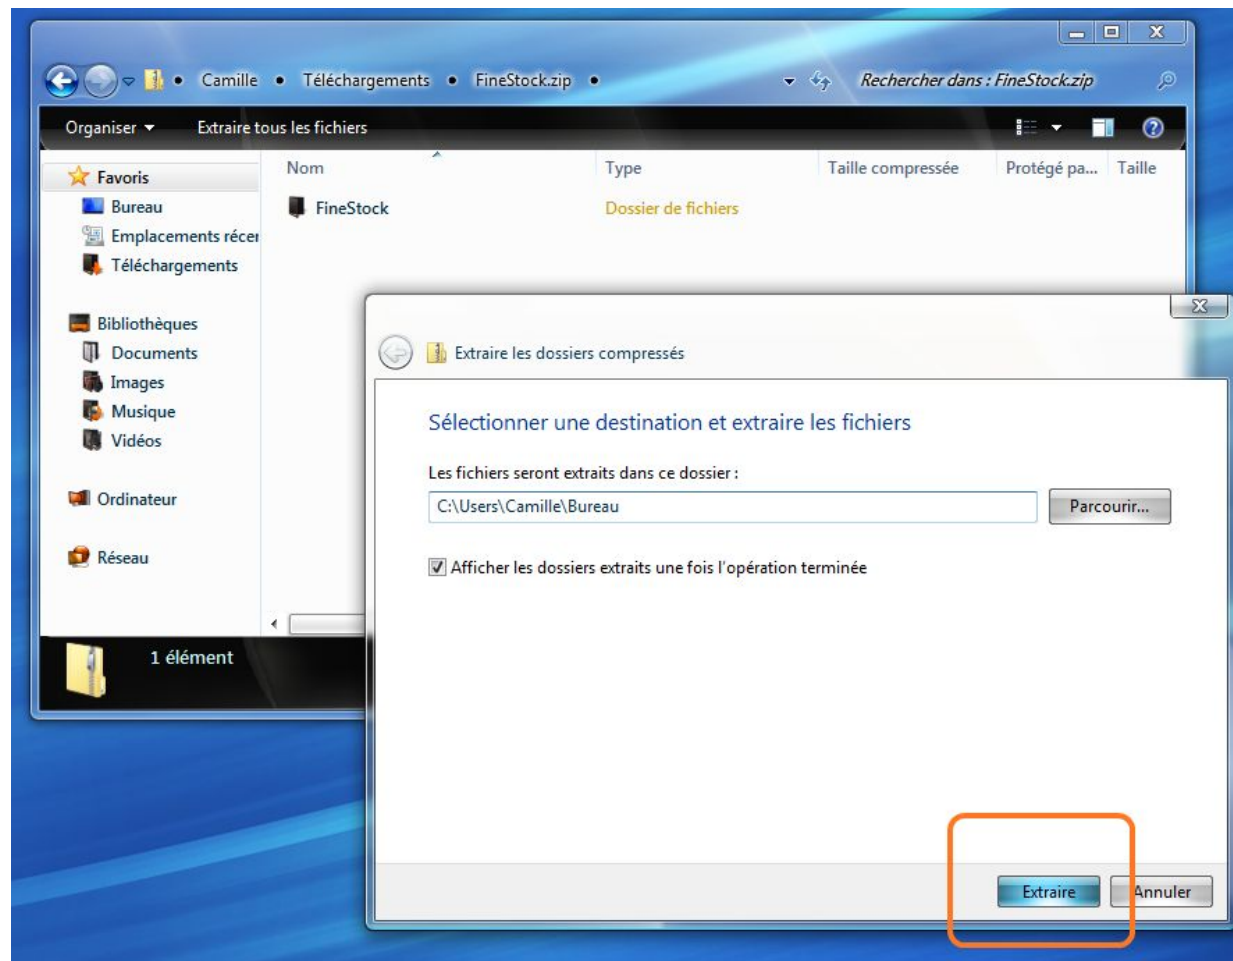 Camille • Téléchargements • FineStock.zip •
Rechercher dans : FineStock.zip
Organiser Extraire tous les fichiers
Nom Type Taille compressée Protégé pa... Taille
Favoris
Bureau
Emplacements récer
Téléchargements
FineStock Dossier de fichiers
Bibliothèques
Documents
Images
Musique
Vidéos
Ordinateur
Réseau
1 élément
Extraire les dossiers compressés
Sélectionner une destination et extraire les fichiers
Les fichiers seront extraits dans ce dossier :
C:\Users\Camille\Bureau
Parcourir...
Afficher les dossiers extraits une fois l'opération terminée
Extraire
Annuler